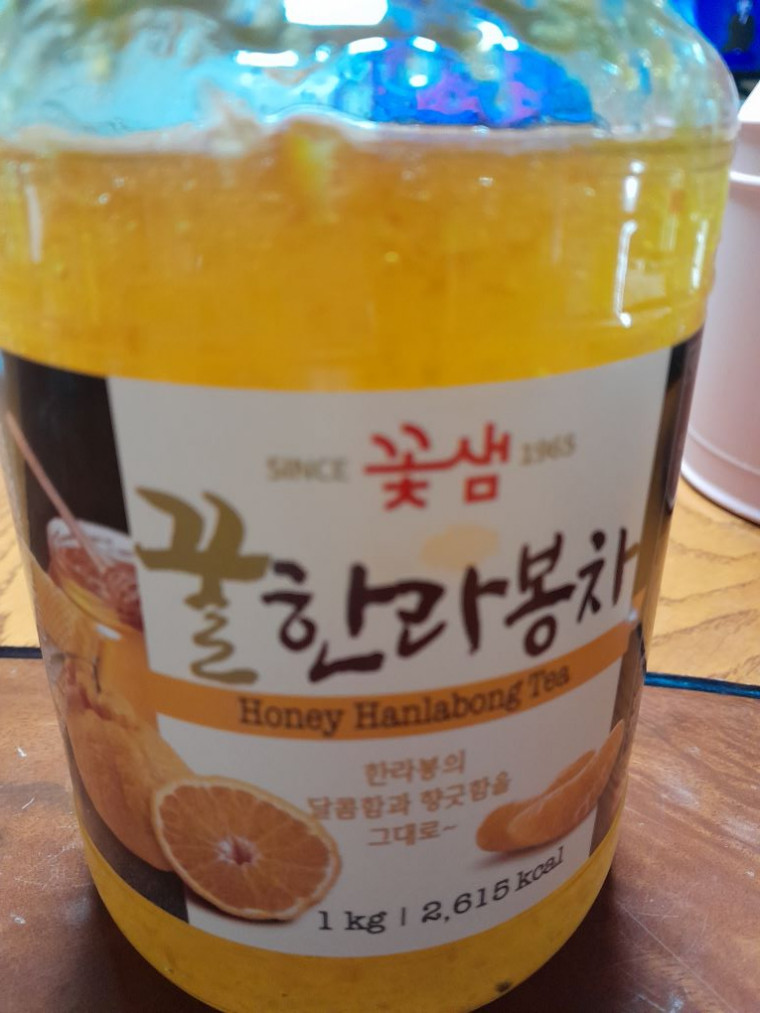 SINCE 꽃샘 1965
꿀한라봉차
Honey Hanlabong Tea
한라봉의
달콤함과 향긋함을
그대로~
1 kg | 2,615 kcal